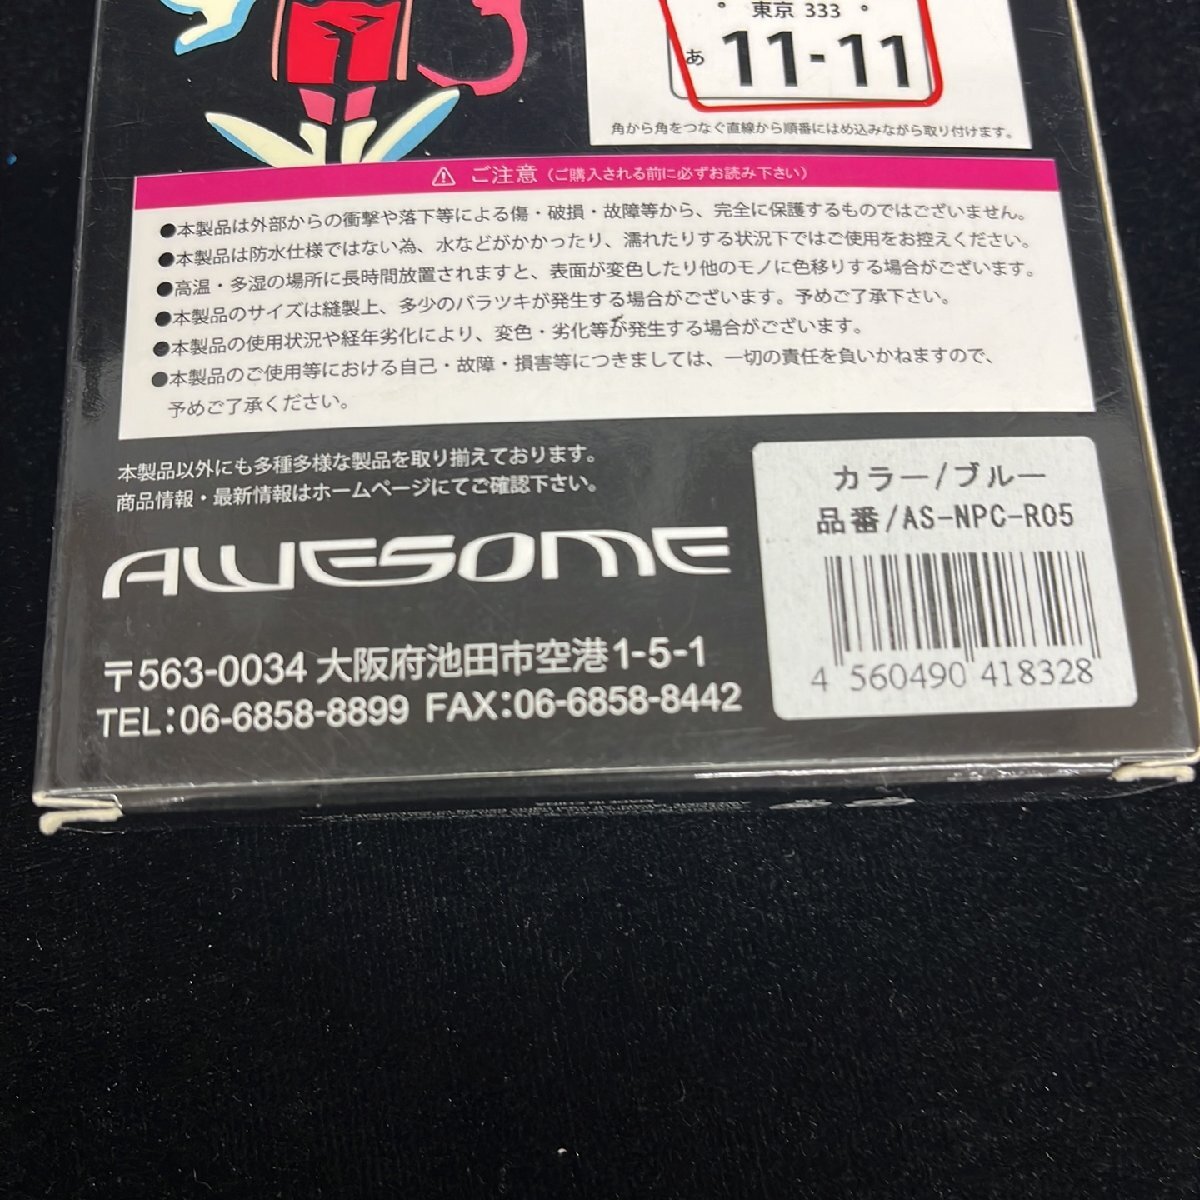 東京 333
あ 11-11
角から角をつなぐ直線から順番にはめ込みながら取り付けます。
ご注意（ご購入される前に必ずお読み下さい）
●本製品は外部からの衝撃や落下等による傷・破損・故障等から、完全に保護するものではございません。
●本製品は防水仕様ではない為、水などがかかったり、濡れたりする状況下ではご使用をお控えください。
●高温・多湿の場所に長時間放置されますと、表面が変色したり他のモノに色移りする場合がございます。
●本製品のサイズは縫製上、多少のバラツキが発生する場合がございます。予めご了承下さい。
●本製品の使用状況や経年劣化により、変色・劣化等が発生する場合がございます。
●本製品のご使用等における自己・故障・損害等につきましては、一切の責任を負いかねますので、
予めご了承ください。
本製品以外にも多種多様な製品を取り揃えております。
商品情報・最新情報はホームページにてご確認下さい。
AWESOME
〒563-0034 大阪府池田市空港1-5-1
TEL:06-6858-8899 FAX:06-6858-8442
カラー/ブルー
品番/AS-NPC-R05
4 560490 418328